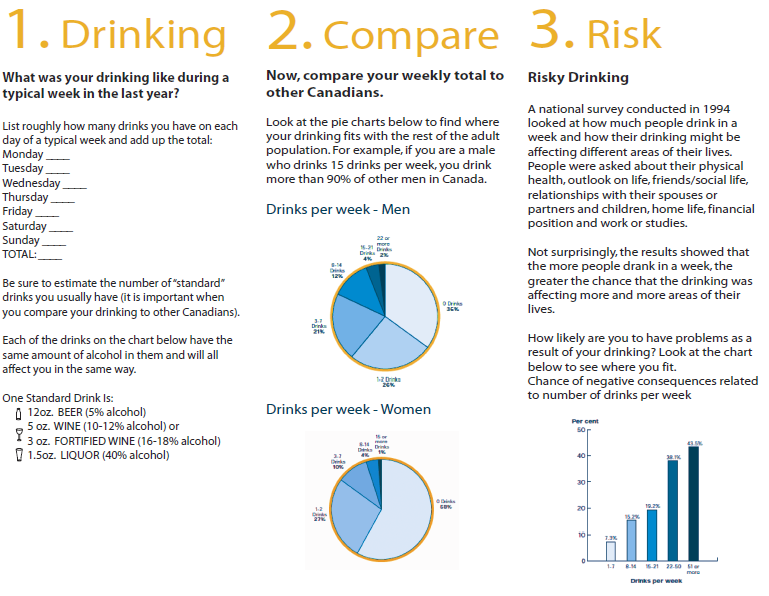 1. Drinking
What was your drinking like during a
typical week in the last year?
List roughly how many drinks you have on each
day of a typical week and add up the total:
Monday ____
Tuesday ____
Wednesday ____
Thursday ____
Friday ____
Saturday ____
Sunday ____
TOTAL: ____
Be sure to estimate the number of “standard”
drinks you usually have (it is important when
you compare your drinking to other Canadians).
Each of the drinks on the chart below have the
same amount of alcohol in them and will all
affect you in the same way.
One Standard Drink Is:
12oz. BEER (5% alcohol)
5 oz. WINE (10-12% alcohol) or
3 oz. FORTIFIED WINE (16-18% alcohol)
1.5oz. LIQUOR (40% alcohol)
2. Compare
Now, compare your weekly total to
other Canadians.
Look at the pie charts below to find where
your drinking fits with the rest of the adult
population. For example, if you are a male
who drinks 15 drinks per week, you drink
more than 90% of other men in Canada.
Drinks per week - Men
22 or
more
Drinks
2%
15-21
Drinks
4%
8-14
Drinks
12%
3-7
Drinks
21%
0 Drinks
36%
1-2 Drinks
26%
Drinks per week - Women
15 or
more
Drinks
1%
8-14
Drinks
4%
3-7
Drinks
10%
1-2
Drinks
27%
0 Drinks
58%
3. Risk
Risky Drinking
A national survey conducted in 1994
looked at how much people drink in a
week and how their drinking might be
affecting different areas of their lives.
People were asked about their physical
health, outlook on life, friends/social life,
relationships with their spouses or
partners and children, home life, financial
position and work or studies.
Not surprisingly, the results showed that
the more people drank in a week, the
greater the chance that the drinking was
affecting more and more areas of their
lives.
How likely are you to have problems as a
result of your drinking? Look at the chart
below to see where you fit.
Chance of negative consequences related
to number of drinks per week
Per cent
50
40
30
20
10
0
7.3%
15.2%
19.2%
38.1%
43.5%
1-7
8-14
15-21
22-50
51 or
more
Drinks per week